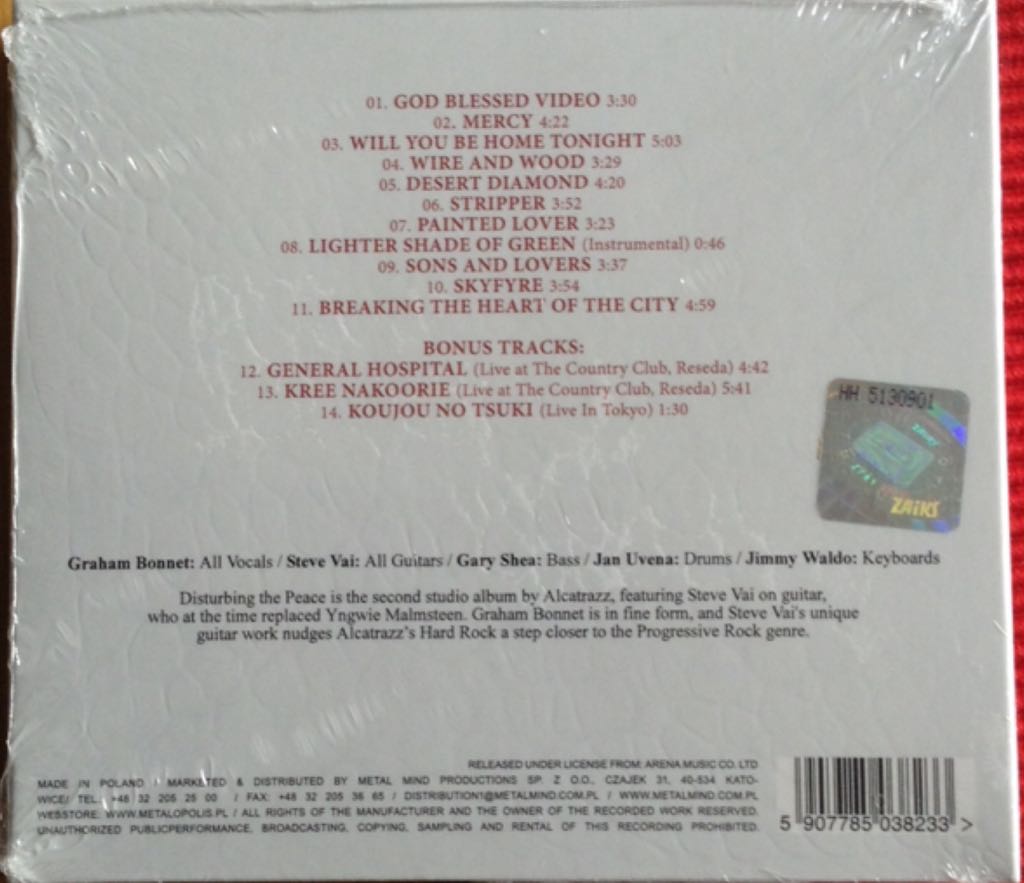 01. GOD BLESSED VIDEO 3:30
02. MERCY 4:22
03. WILL YOU BE HOME TONIGHT 5:03
04. WIRE AND WOOD 3:29
05. DESERT DIAMOND 4:20
06. STRIPPER 3:52
07. PAINTED LOVER 3:23
08. LIGHTER SHADE OF GREEN (Instrumental) 0:46
09. SONS AND LOVERS 3:37
10. SKYFYRE 3:54
11. BREAKING THE HEART OF THE CITY 4:59
BONUS TRACKS:
12. GENERAL HOSPITAL (Live at The Country Club, Reseda) 4:42
13. KREE NAKOORIE (Live at The Country Club, Reseda) 5:41
14. KOUJOU NO TSUKI (Live In Tokyo) 1:30
HH 5130901
ZAiKS
Graham Bonnet: All Vocals / Steve Vai: All Guitars / Gary Shea: Bass / Jan Uvena: Drums / Jimmy Waldo: Keyboards
Disturbing the Peace is the second studio album by Alcatrazz, featuring Steve Vai on guitar,
who at the time replaced Yngwie Malmsteen. Graham Bonnet is in fine form, and Steve Vai's unique
guitar work nudges Alcatrazz's Hard Rock a step closer to the Progressive Rock genre.
RELEASED UNDER LICENSE FROM: ARENA MUSIC CO. LTD
MADE IN POLAND / MARKETED & DISTRIBUTED BY METAL MIND PRODUCTIONS SP. Z O.O., CZAJEK 31, 40-534 KATO-
WICE/ TEL.: +48 32 205 25 00 / FAX: +48 32 205 36 65 / DISTRIBUTION1@METALMIND.COM.PL / WWW.METALMIND.COM.PL
WEBSTORE: WWW.METALOPOLIS.PL / ALL RIGHTS OF THE MANUFACTURER AND THE OWNER OF THE RECORDED WORK RESERVED.
UNAUTHORIZED PUBLICPERFORMANCE, BROADCASTING, COPYING, SAMPLING AND RENTAL OF THIS RECORDING PROHIBITED.
5 907785 038233 >